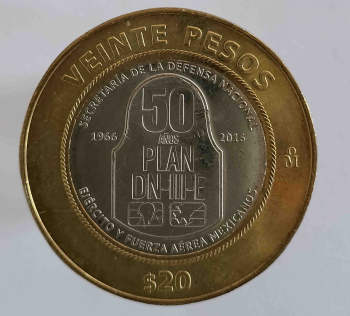 VEINTE PESOS
SECRETARÍA DE LA DEFENSA NACIONAL
50
AÑOS
1966 2016
PLAN
DN-III-E
EJÉRCITO Y FUERZA AÉREA MEXICANOS
Mo
$20